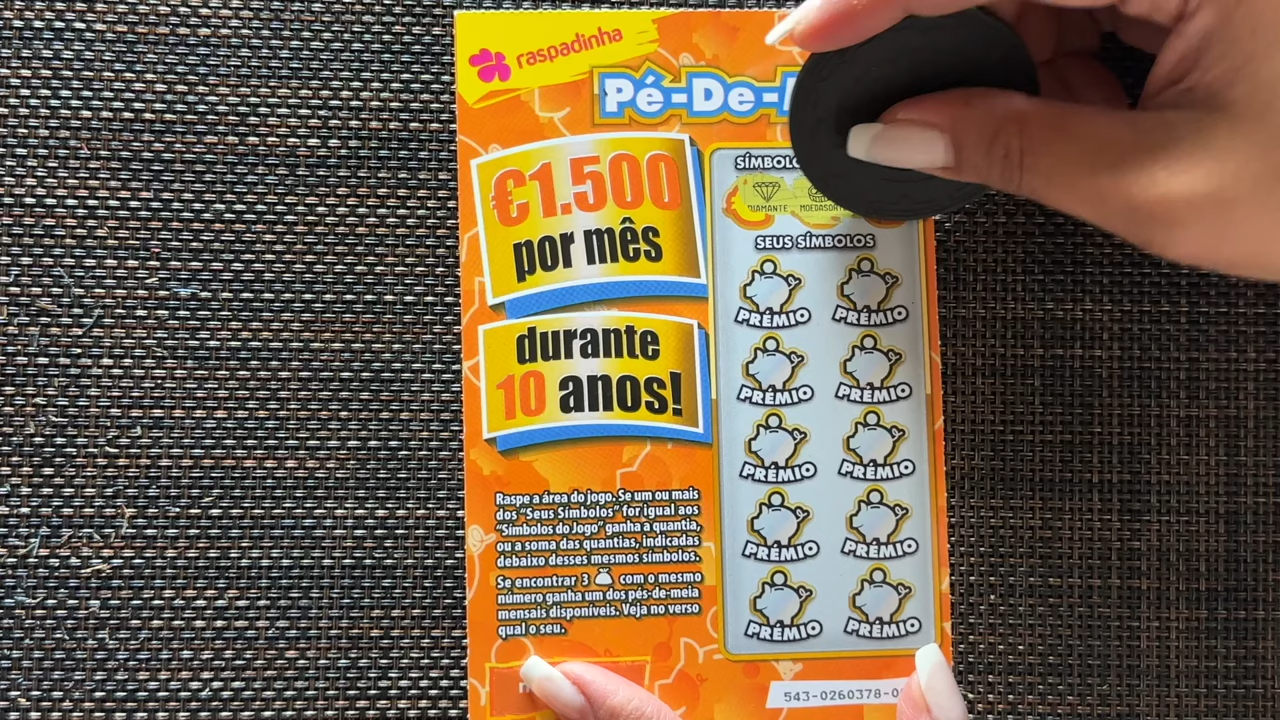 raspadinha
Pé-De-
€1.500
por mês
durante
10 anos!
DIAMANTE
SEUS SÍMBOLOS
PRÉMIO PRÉMIO
PRÉMIO PRÉMIO
PRÉMIO PRÉMIO
PRÉMIO PRÉMIO
PRÉMIO PRÉMIO
Raspe a área do jogo. Se um ou mais
dos "Seus Símbolos" for igual aos
"Símbolos do Jogo" ganha a quantia,
ou a soma das quantias, indicadas
debaixo desses mesmos símbolos.
Se encontrar 3 com o mesmo
número ganha um dos pés-de-meia
mensais disponíveis. Veja no verso
qual o seu.
543-0260378-0